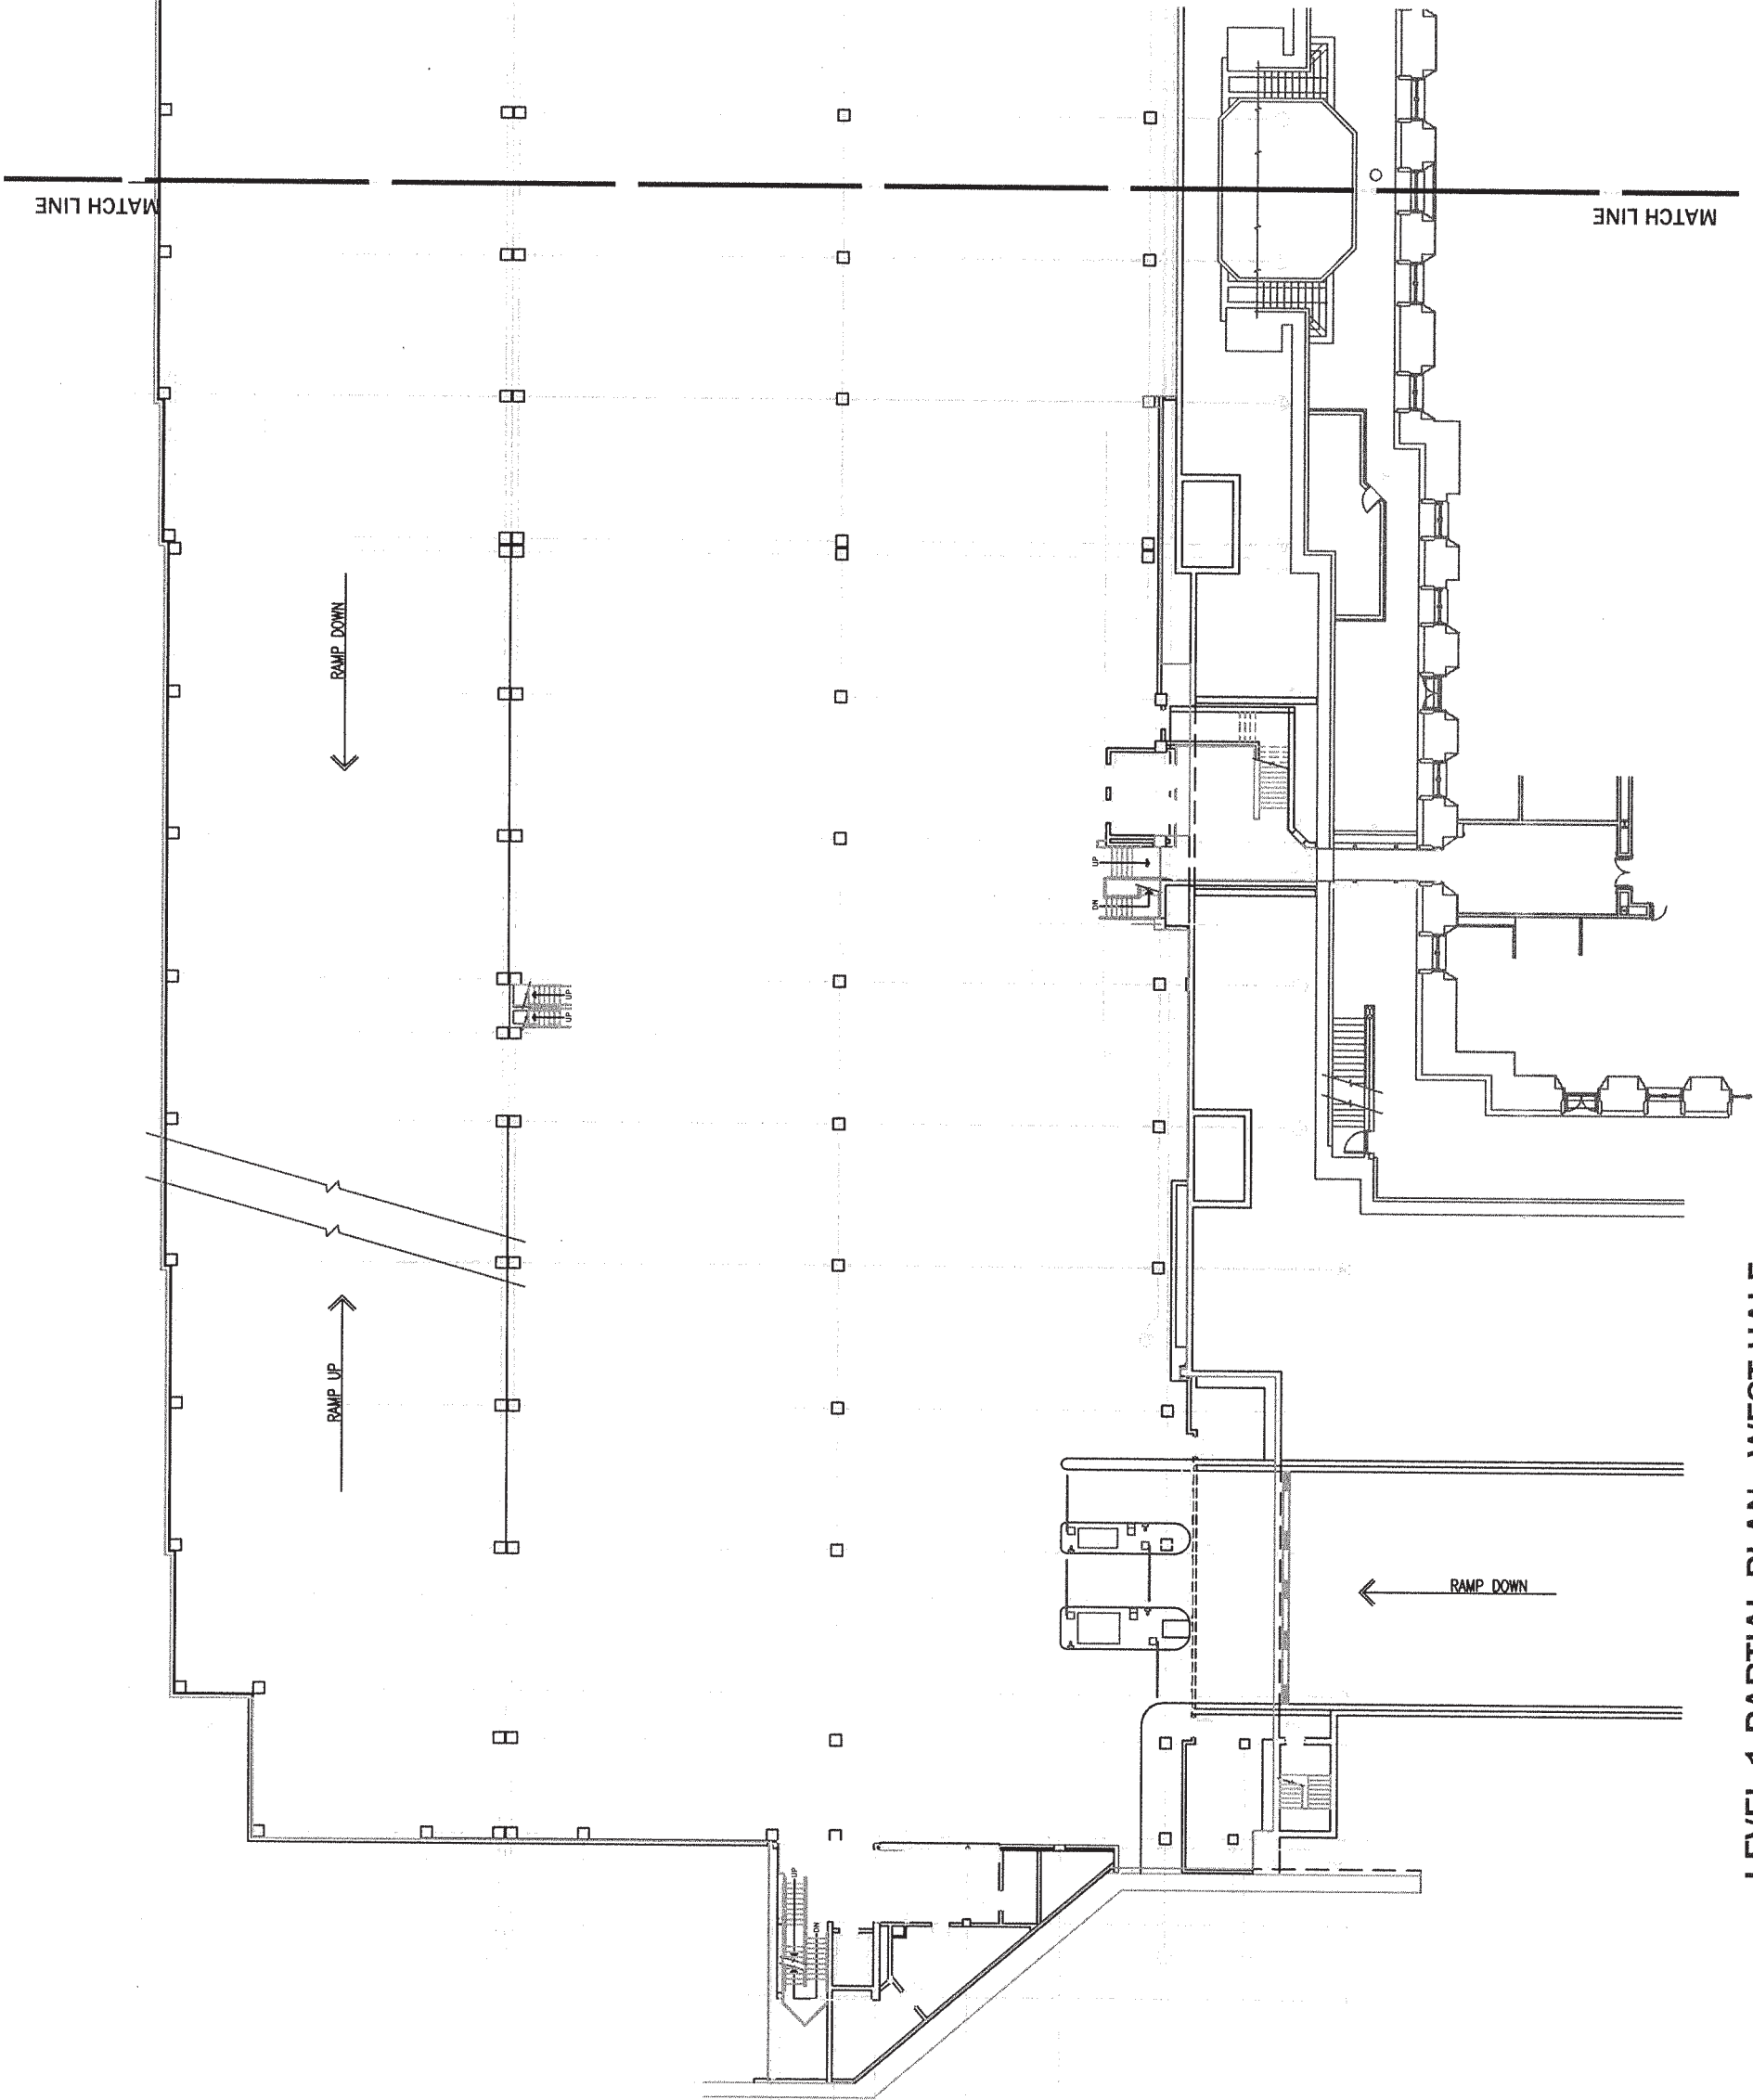 MATCH LINE
MATCH LINE
RAMP DOWN
UP
DN
UP
UP
RAMP UP
RAMP DOWN
UP
DN
LEVEL 1 PARTIAL PLAN - WEST HALF